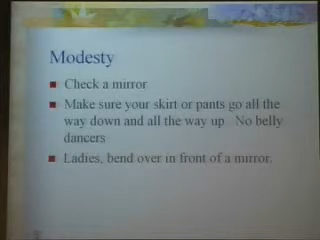 Modesty
Check a mirror
Make sure your skirt or pants go all the
way down and all the way up No belly
dancers
Ladies, bend over in front of a mirror.